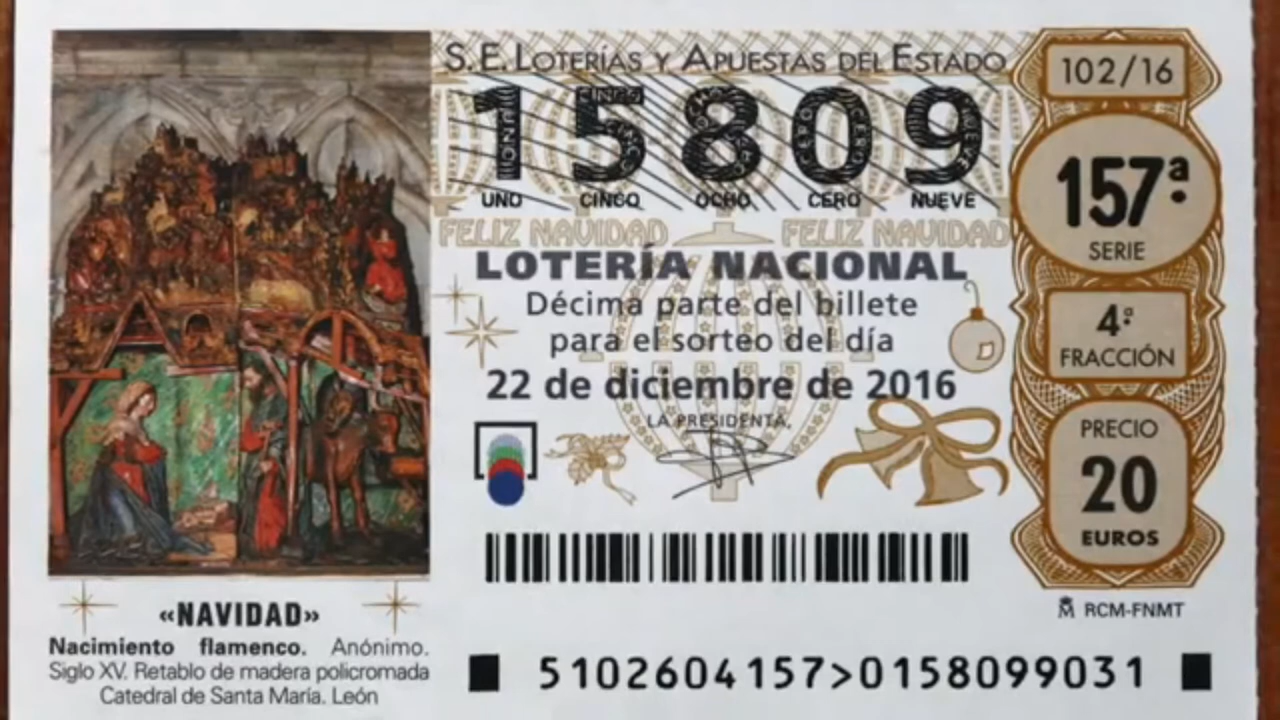 S.E. LOTERÍAS Y APUESTAS DEL ESTADO
15809
UNO CINCO OCHO CERO NUEVE
FELIZ NAVIDAD FELIZ NAVIDAD
LOTERÍA NACIONAL
Décima parte del billete
para el sorteo del día
22 de diciembre de 2016
LA PRESIDENTA,
102/16
157ª
SERIE
4ª
FRACCIÓN
PRECIO
20
EUROS
RCM-FNMT
«NAVIDAD»
Nacimiento flamenco. Anónimo.
Siglo XV. Retablo de madera policromada
Catedral de Santa María. León
5102604157>0158099031